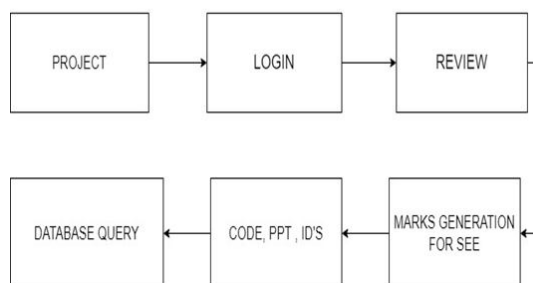 PROJECT
LOGIN
REVIEW
DATABASE QUERY
CODE, PPT , ID'S
MARKS GENERATION
FOR SEE